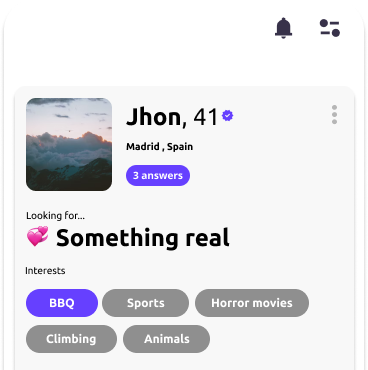 Jhon, 41
Madrid , Spain
3 answers
Looking for...
💞 Something real
Interests
BBQ Sports Horror movies
Climbing Animals